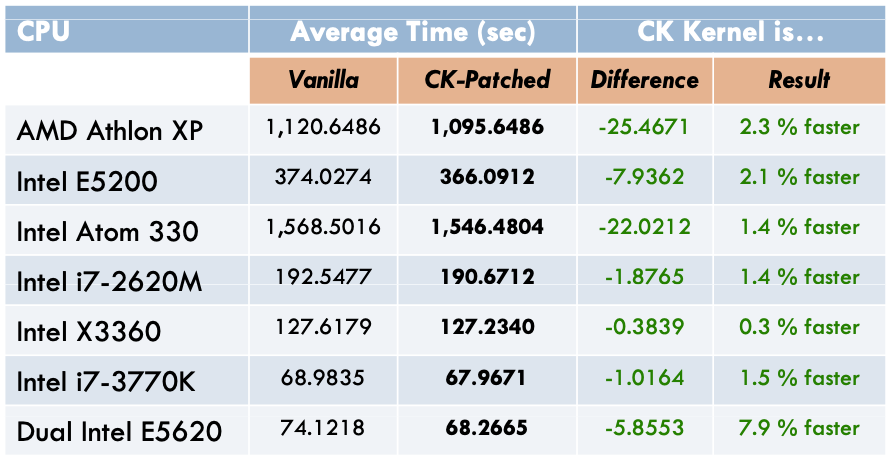 CPU Average Time (sec) CK Kernel is...
Vanilla CK-Patched Difference Result
AMD Athlon XP 1,120.6486 1,095.6486 -25.4671 2.3 % faster
Intel E5200 374.0274 366.0912 -7.9362 2.1 % faster
Intel Atom 330 1,568.5016 1,546.4804 -22.0212 1.4 % faster
Intel i7-2620M 192.5477 190.6712 -1.8765 1.4 % faster
Intel X3360 127.6179 127.2340 -0.3839 0.3 % faster
Intel i7-3770K 68.9835 67.9671 -1.0164 1.5 % faster
Dual Intel E5620 74.1218 68.2665 -5.8553 7.9 % faster